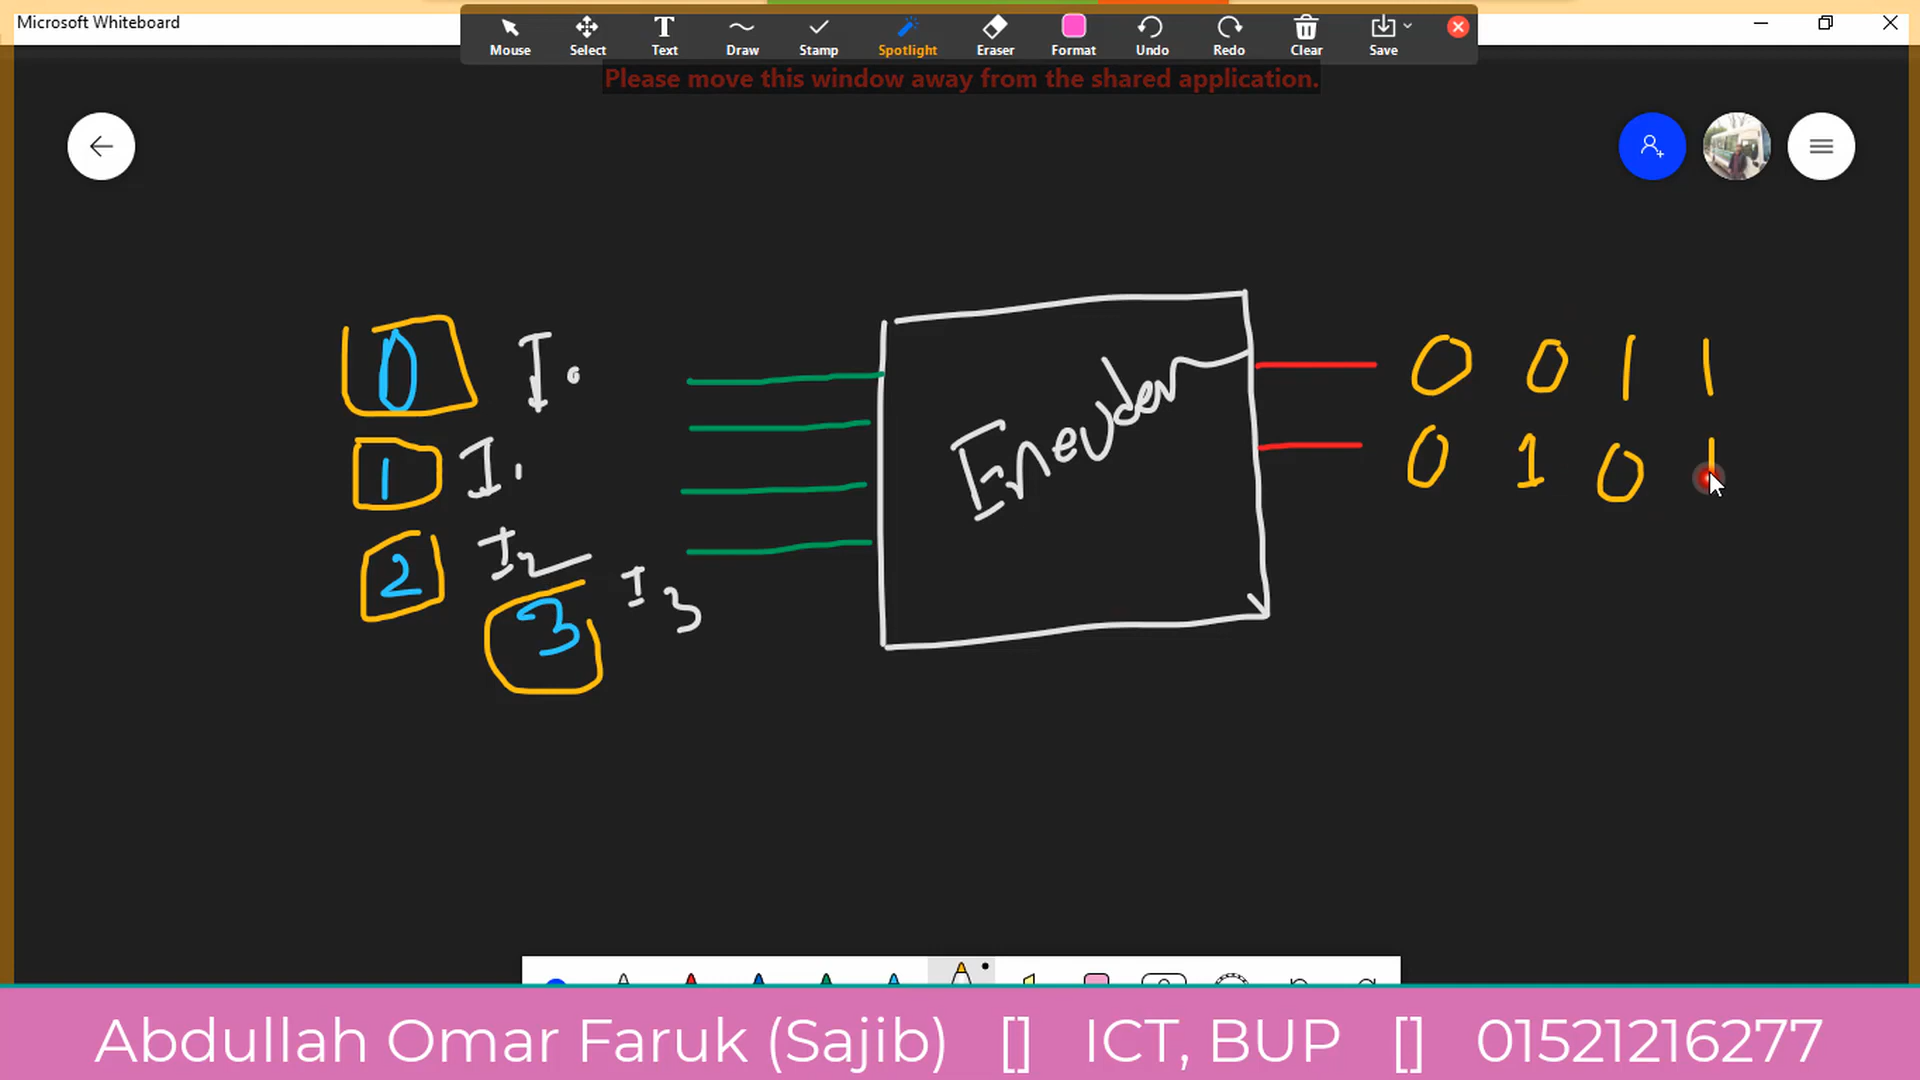 Microsoft Whiteboard
Mouse Select Text Draw Stamp Spotlight Eraser Format Undo Redo Clear Save
Please move this window away from the shared application.
0 I0
1 I1
2 I2
3 I3
Encoder
0 0 1 1
0 1 0 1
Abdullah Omar Faruk (Sajib) [] ICT, BUP [] 01521216277